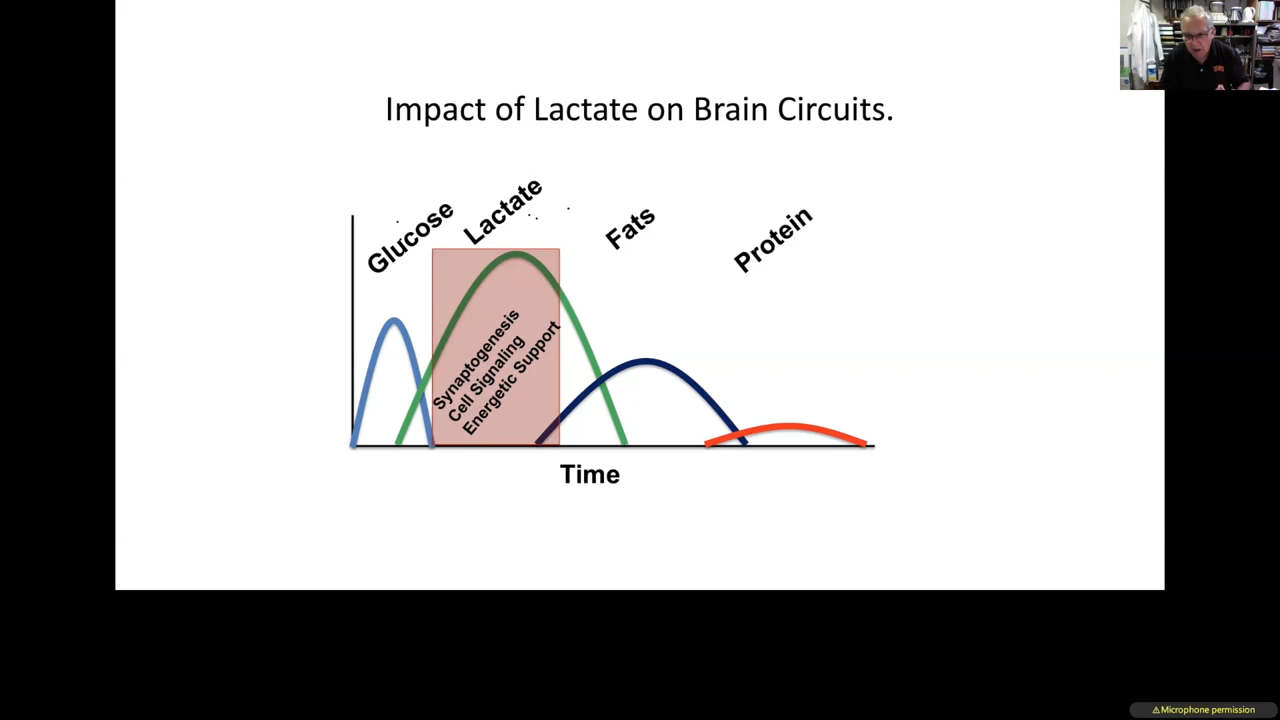 Impact of Lactate on Brain Circuits.
Glucose
Lactate
Fats
Protein
Synaptogenesis
Cell Signaling
Energetic Support
Time
⚠Microphone permission